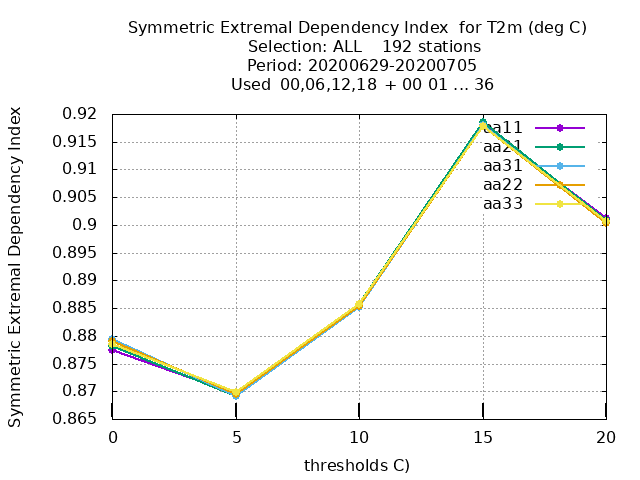 Symmetric Extremal Dependency Index  for T2m (deg C)
Selection: ALL    192 stations
Period: 20200629-20200705
Used  00,06,12,18  + 00 01 ... 36
Symmetric Extremal Dependency Index
0.92
0.915
0.91
0.905
0.9
0.895
0.89
0.885
0.88
0.875
0.87
0.865
aa11
aa21
aa31
aa22
aa33
0 5 10 15 20
thresholds C)